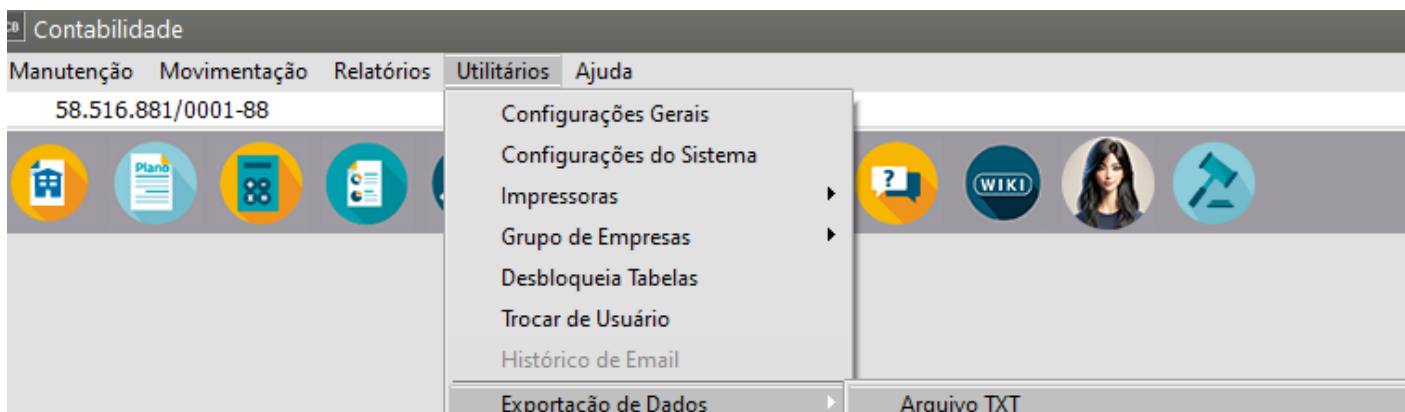 CB Contabilidade
Manutenção Movimentação Relatórios Utilitários Ajuda
58.516.881/0001-88
Configurações Gerais
Plano
?
WIKI
Configurações do Sistema
Impressoras
Grupo de Empresas
Desbloqueia Tabelas
Trocar de Usuário
Histórico de Email
Exportação de Dados Arquivo TXT